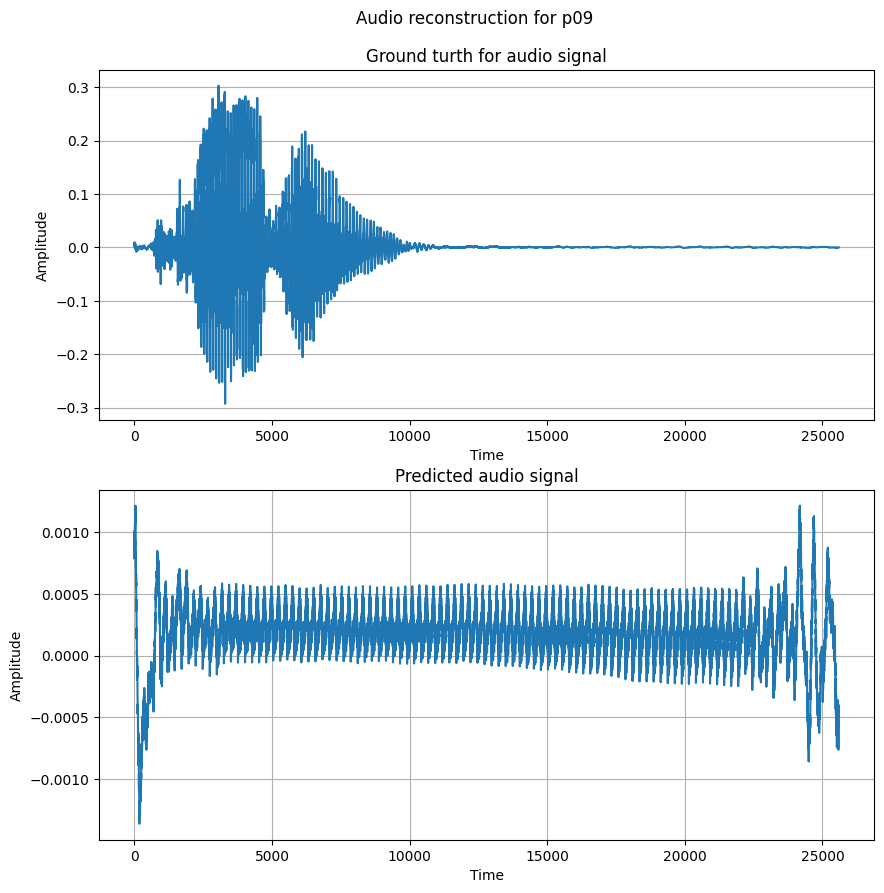 Audio reconstruction for p09
Ground turth for audio signal
0.3
0.2
0.1
0.0
−0.1
−0.2
−0.3
Amplitude
0 5000 10000 15000 20000 25000
Time
Predicted audio signal
0.0010
0.0005
0.0000
−0.0005
−0.0010
Amplitude
0 5000 10000 15000 20000 25000
Time